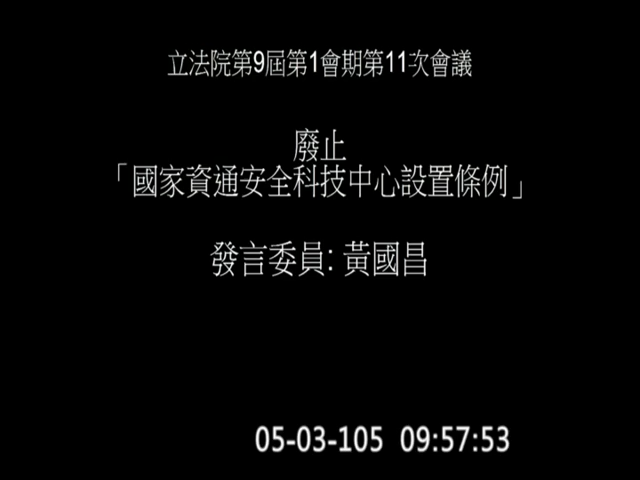 立法院第9屆第1會期第11次會議
廢止
「國家資通安全科技中心設置條例」
發言委員: 黃國昌
05-03-105 09:57:53